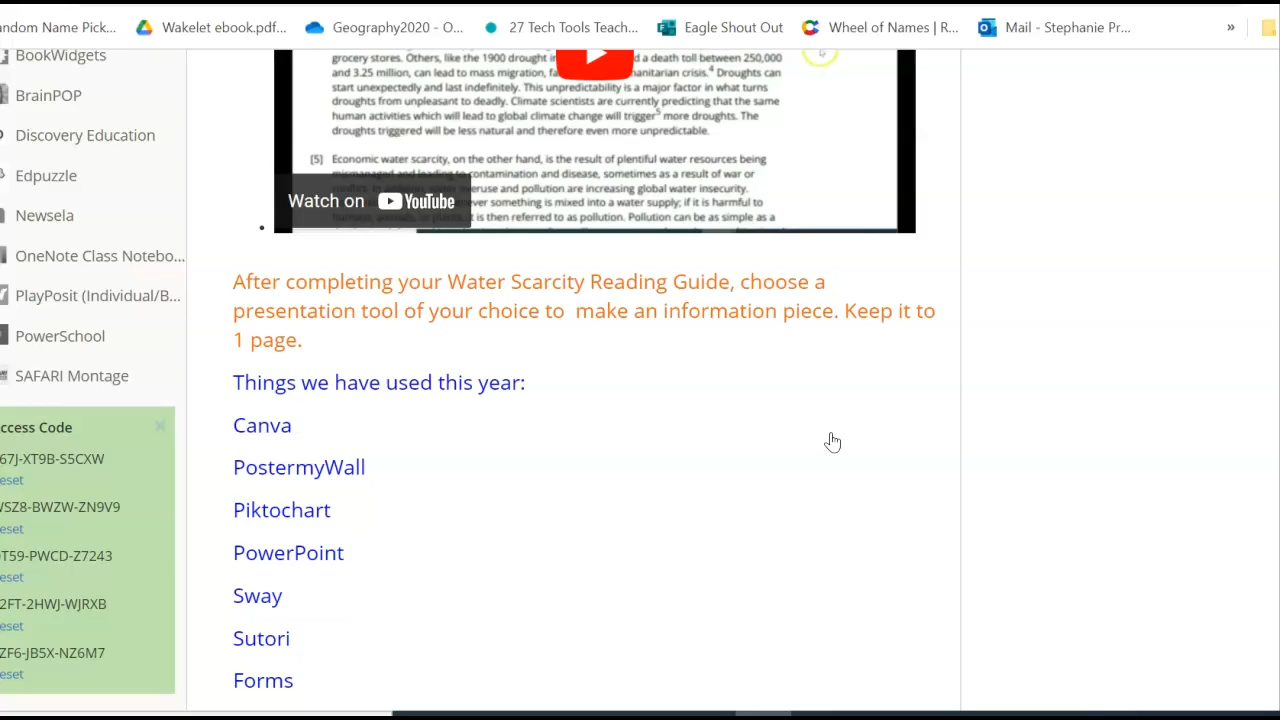 andom Name Pick... Wakelet ebook.pdf... Geography2020 - O... 27 Tech Tools Teach... Eagle Shout Out Wheel of Names | R... Mail - Stephanie Pr... »
BookWidgets
BrainPOP
Discovery Education
Edpuzzle
Newsela
OneNote Class Notebo...
PlayPosit (Individual/B...
PowerSchool
SAFARI Montage
ccess Code
67J-XT9B-S5CXW
eset
WSZ8-BWZW-ZN9V9
eset
T59-PWCD-Z7243
eset
2FT-2HWJ-WJRXB
eset
ZF6-JB5X-NZ6M7
eset
grocery stores. Others, like the 1900 drought in d a death toll between 250,000
and 3.25 million, can lead to mass migration, fa manitarian crisis.4 Droughts can
start unexpectedly and last indefinitely. This unpredictability is a major factor in what turns
droughts from unpleasant to deadly. Climate scientists are currently predicting that the same
human activities which will lead to global climate change will trigger5 more droughts. The
droughts triggered will be less natural and therefore even more unpredictable.
[5] Economic water scarcity, on the other hand, is the result of plentiful water resources being
mismanaged and leading to contamination and disease, sometimes as a result of war or
conflict. overuse and pollution are increasing global water insecurity.
Watch on YouTube
ever something is mixed into a water supply; if it is harmful to
it is then referred to as pollution. Pollution can be as simple as a
After completing your Water Scarcity Reading Guide, choose a
presentation tool of your choice to make an information piece. Keep it to
1 page.
Things we have used this year:
Canva
PostermyWall
Piktochart
PowerPoint
Sway
Sutori
Forms